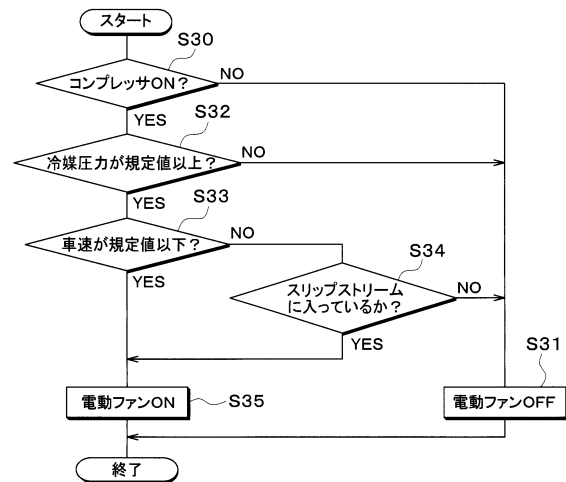 スタート
S30
コンプレッサON？
NO
YES
S32
冷媒圧力が規定値以上？
NO
YES
S33
車速が規定値以下？
NO
YES
S34
スリップストリーム
に入っているか？
NO
YES
S31
電動ファンON
S35
電動ファンOFF
終了